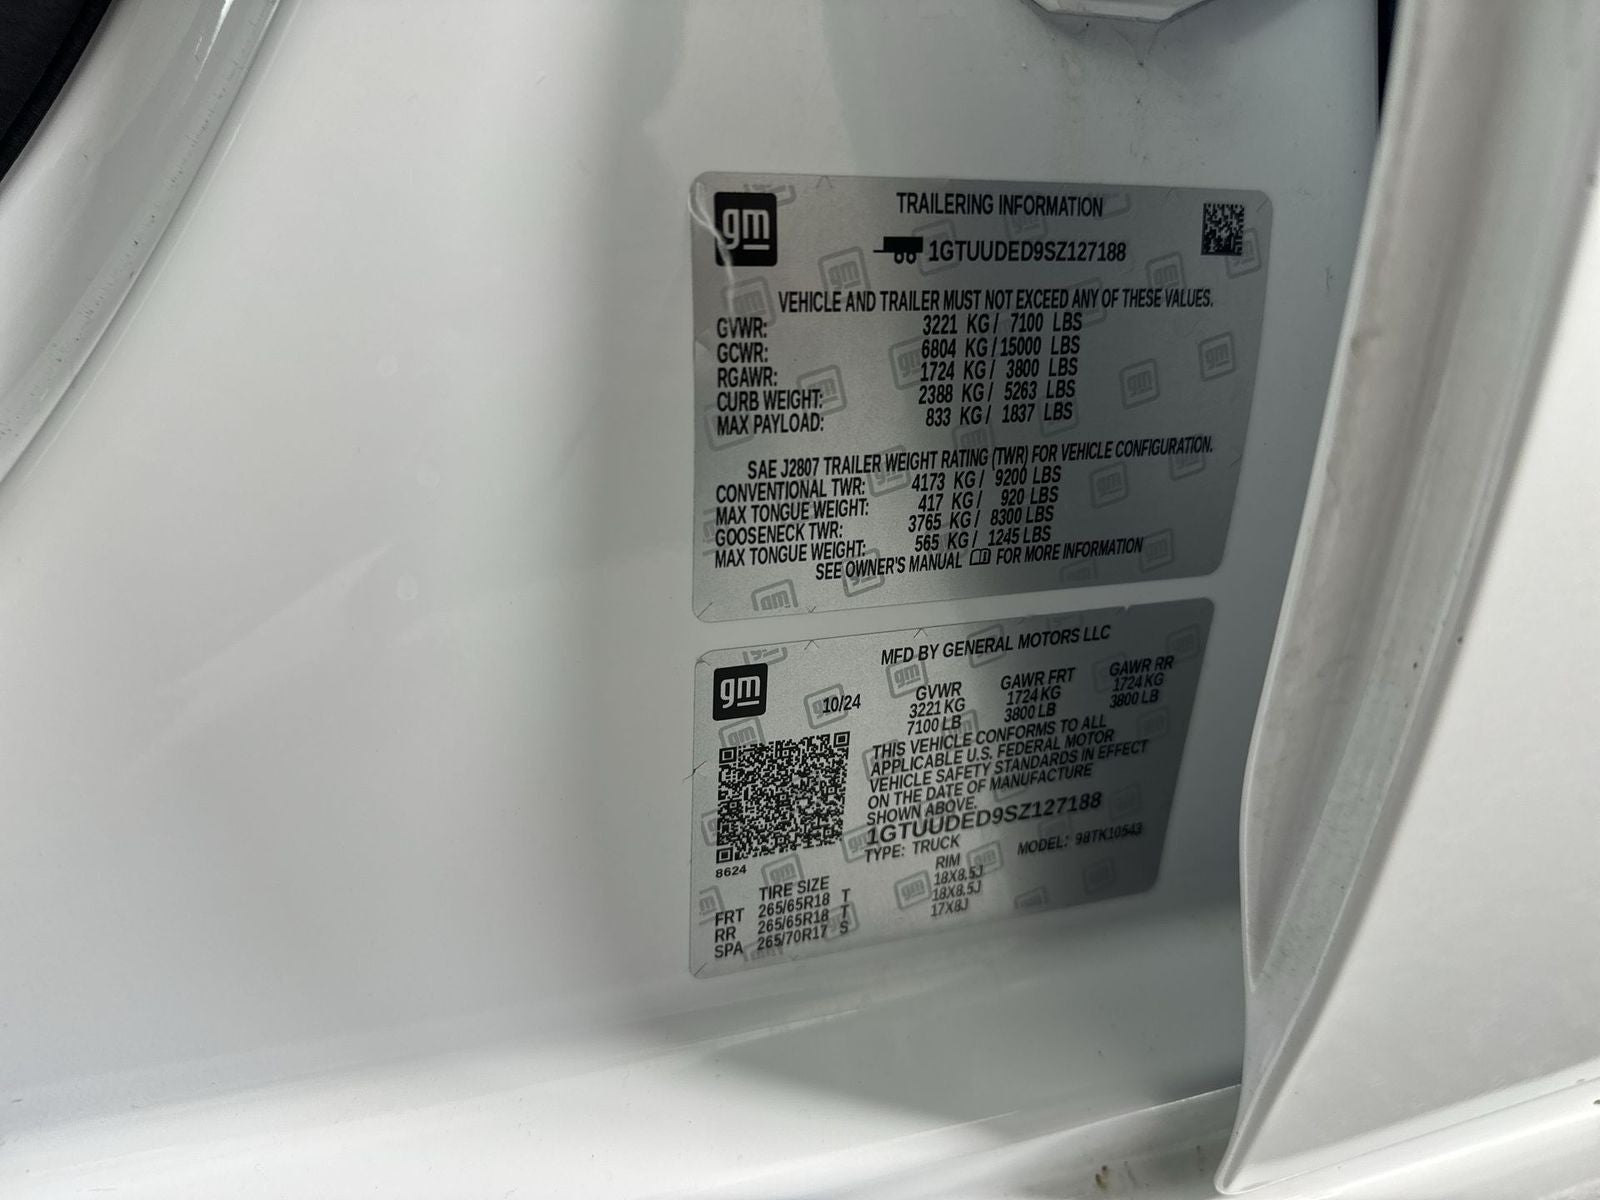 gm
TRAILERING INFORMATION
1GTUUDED9SZ127188
VEHICLE AND TRAILER MUST NOT EXCEED ANY OF THESE VALUES.
GVWR: 3221 KG / 7100 LBS
GCWR: 6804 KG / 15000 LBS
RGAWR: 1724 KG / 3800 LBS
CURB WEIGHT: 2388 KG / 5263 LBS
MAX PAYLOAD: 833 KG / 1837 LBS
SAE J2807 TRAILER WEIGHT RATING (TWR) FOR VEHICLE CONFIGURATION.
CONVENTIONAL TWR: 4173 KG / 9200 LBS
MAX TONGUE WEIGHT: 417 KG / 920 LBS
GOOSENECK TWR: 3765 KG / 8300 LBS
MAX TONGUE WEIGHT: 565 KG / 1245 LBS
SEE OWNER'S MANUAL FOR MORE INFORMATION
gm
MFD BY GENERAL MOTORS LLC
10/24 GVWR GAWR FRT GAWR RR
3221 KG 1724 KG 1724 KG
7100 LB 3800 LB 3800 LB
THIS VEHICLE CONFORMS TO ALL
APPLICABLE U.S. FEDERAL MOTOR
VEHICLE SAFETY STANDARDS IN EFFECT
ON THE DATE OF MANUFACTURE
SHOWN ABOVE.
1GTUUDED9SZ127188
TYPE: TRUCK MODEL: 98TK10543
8624
TIRE SIZE RIM
FRT 265/65R18 T 18X8.5J
RR 265/65R18 T 18X8.5J
SPA 265/70R17 S 17X8J